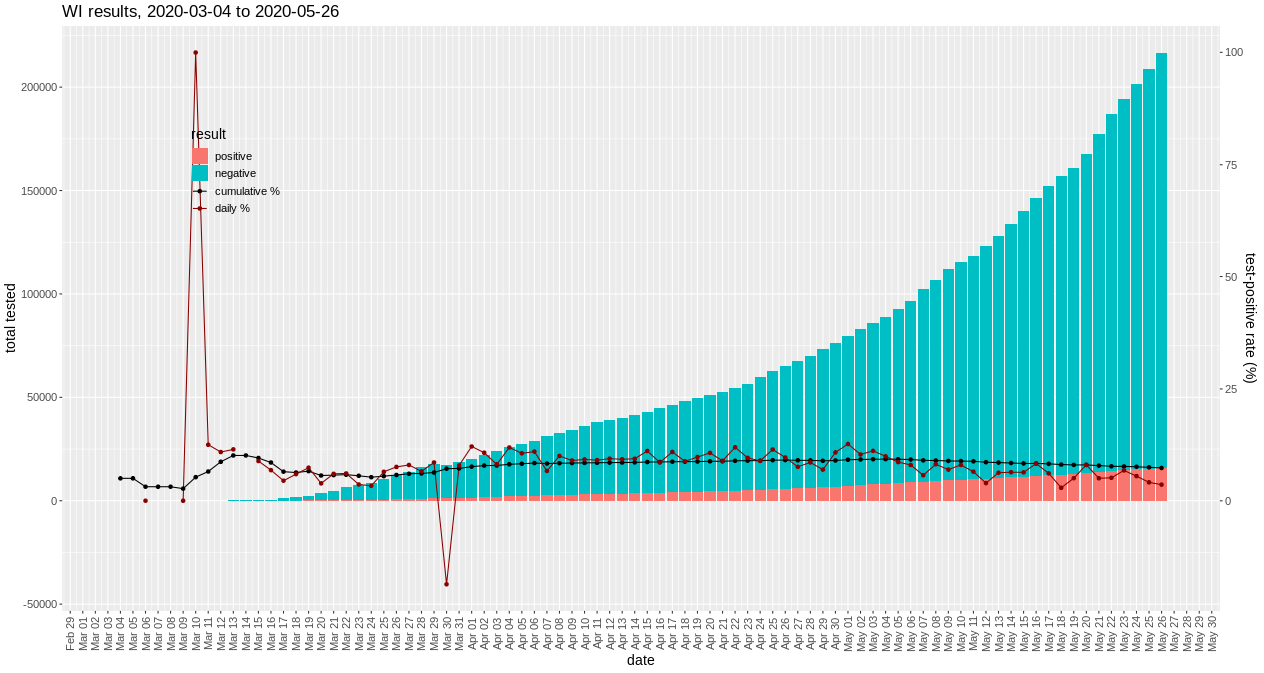 WI results, 2020-03-04 to 2020-05-26
total tested
200000
150000
100000
50000
0
-50000
result
positive
negative
cumulative %
daily %
100
75
50
25
0
test-positive rate (%)
Feb 29
Mar 01
Mar 02
Mar 03
Mar 04
Mar 05
Mar 06
Mar 07
Mar 08
Mar 09
Mar 10
Mar 11
Mar 12
Mar 13
Mar 14
Mar 15
Mar 16
Mar 17
Mar 18
Mar 19
Mar 20
Mar 21
Mar 22
Mar 23
Mar 24
Mar 25
Mar 26
Mar 27
Mar 28
Mar 29
Mar 30
Mar 31
Apr 01
Apr 02
Apr 03
Apr 04
Apr 05
Apr 06
Apr 07
Apr 08
Apr 09
Apr 10
Apr 11
Apr 12
Apr 13
Apr 14
Apr 15
Apr 16
Apr 17
Apr 18
Apr 19
Apr 20
Apr 21
Apr 22
Apr 23
Apr 24
Apr 25
Apr 26
Apr 27
Apr 28
Apr 29
Apr 30
May 01
May 02
May 03
May 04
May 05
May 06
May 07
May 08
May 09
May 10
May 11
May 12
May 13
May 14
May 15
May 16
May 17
May 18
May 19
May 20
May 21
May 22
May 23
May 24
May 25
May 26
May 27
May 28
May 29
May 30
date